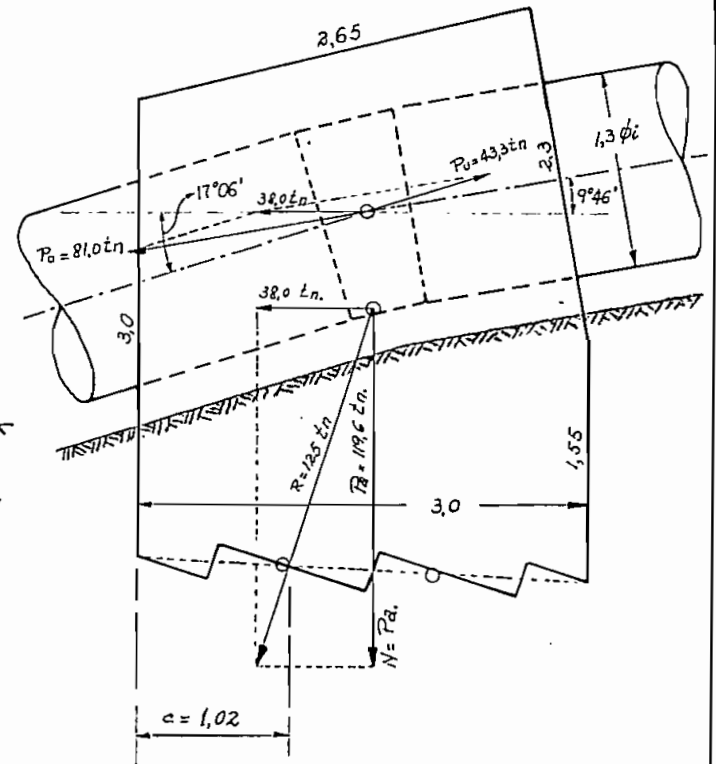 2,65
17°06'
38,0 tn.
Pu=43,3 tn
2,3
1,3 φi
9°46'
Po = 81,0 tn
38,0 tn.
3,0
R=125 tn
Pa = 119,6 tn.
1,55
3,0
N = Pa.
c = 1,02